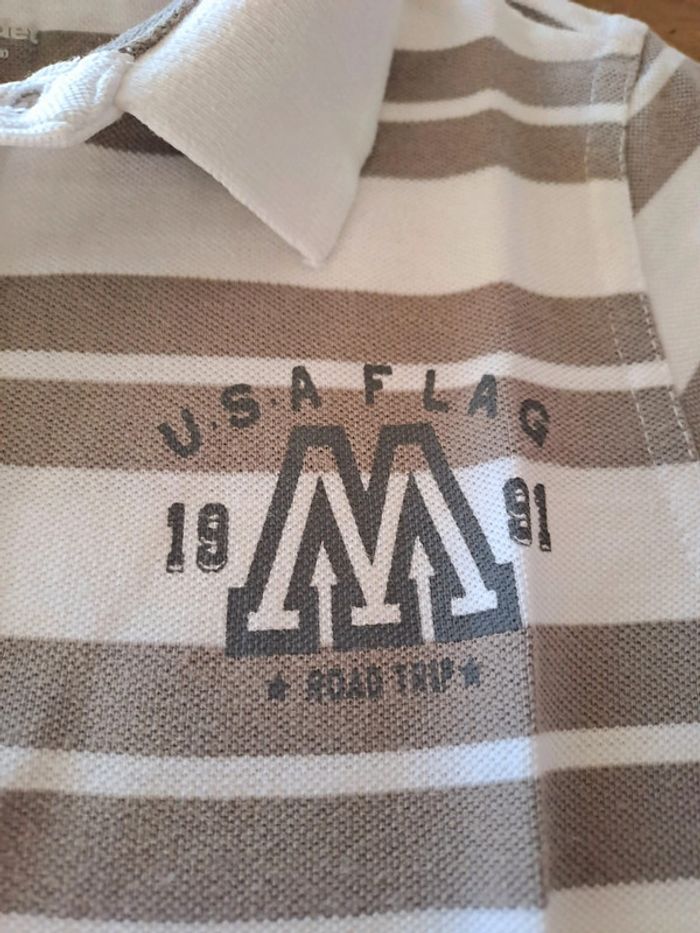 U.S.A FLAG
19 M 91
★ ROAD TRIP ★